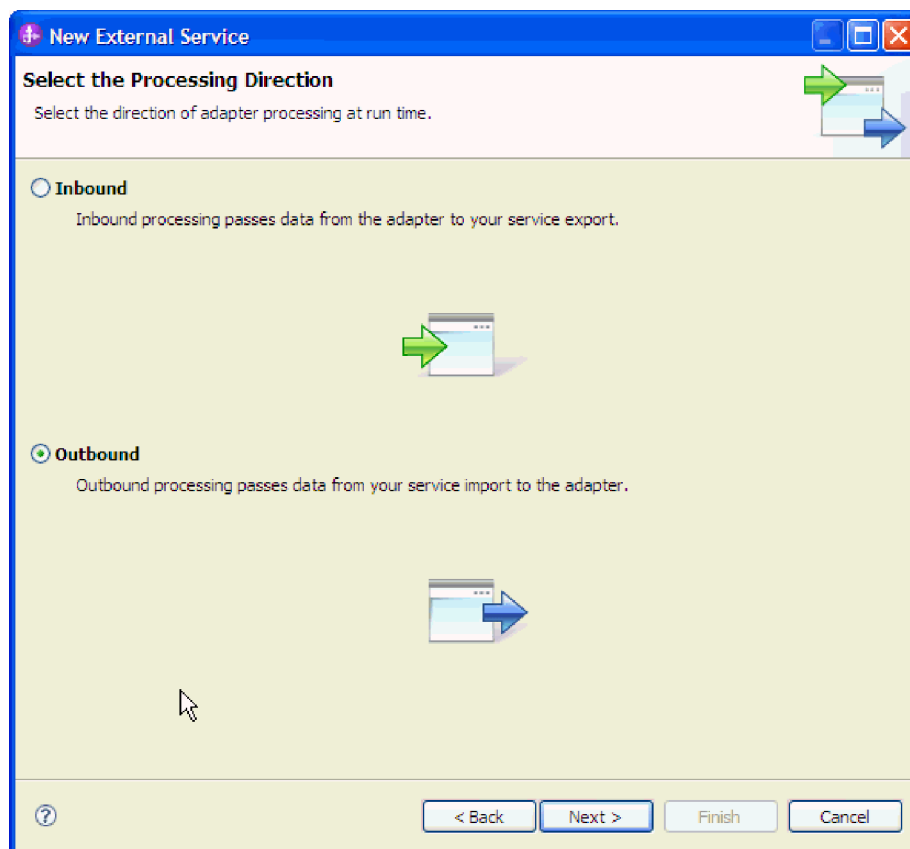 New External Service
Select the Processing Direction
Select the direction of adapter processing at run time.
Inbound
Inbound processing passes data from the adapter to your service export.
Outbound
Outbound processing passes data from your service import to the adapter.
< Back Next > Finish Cancel